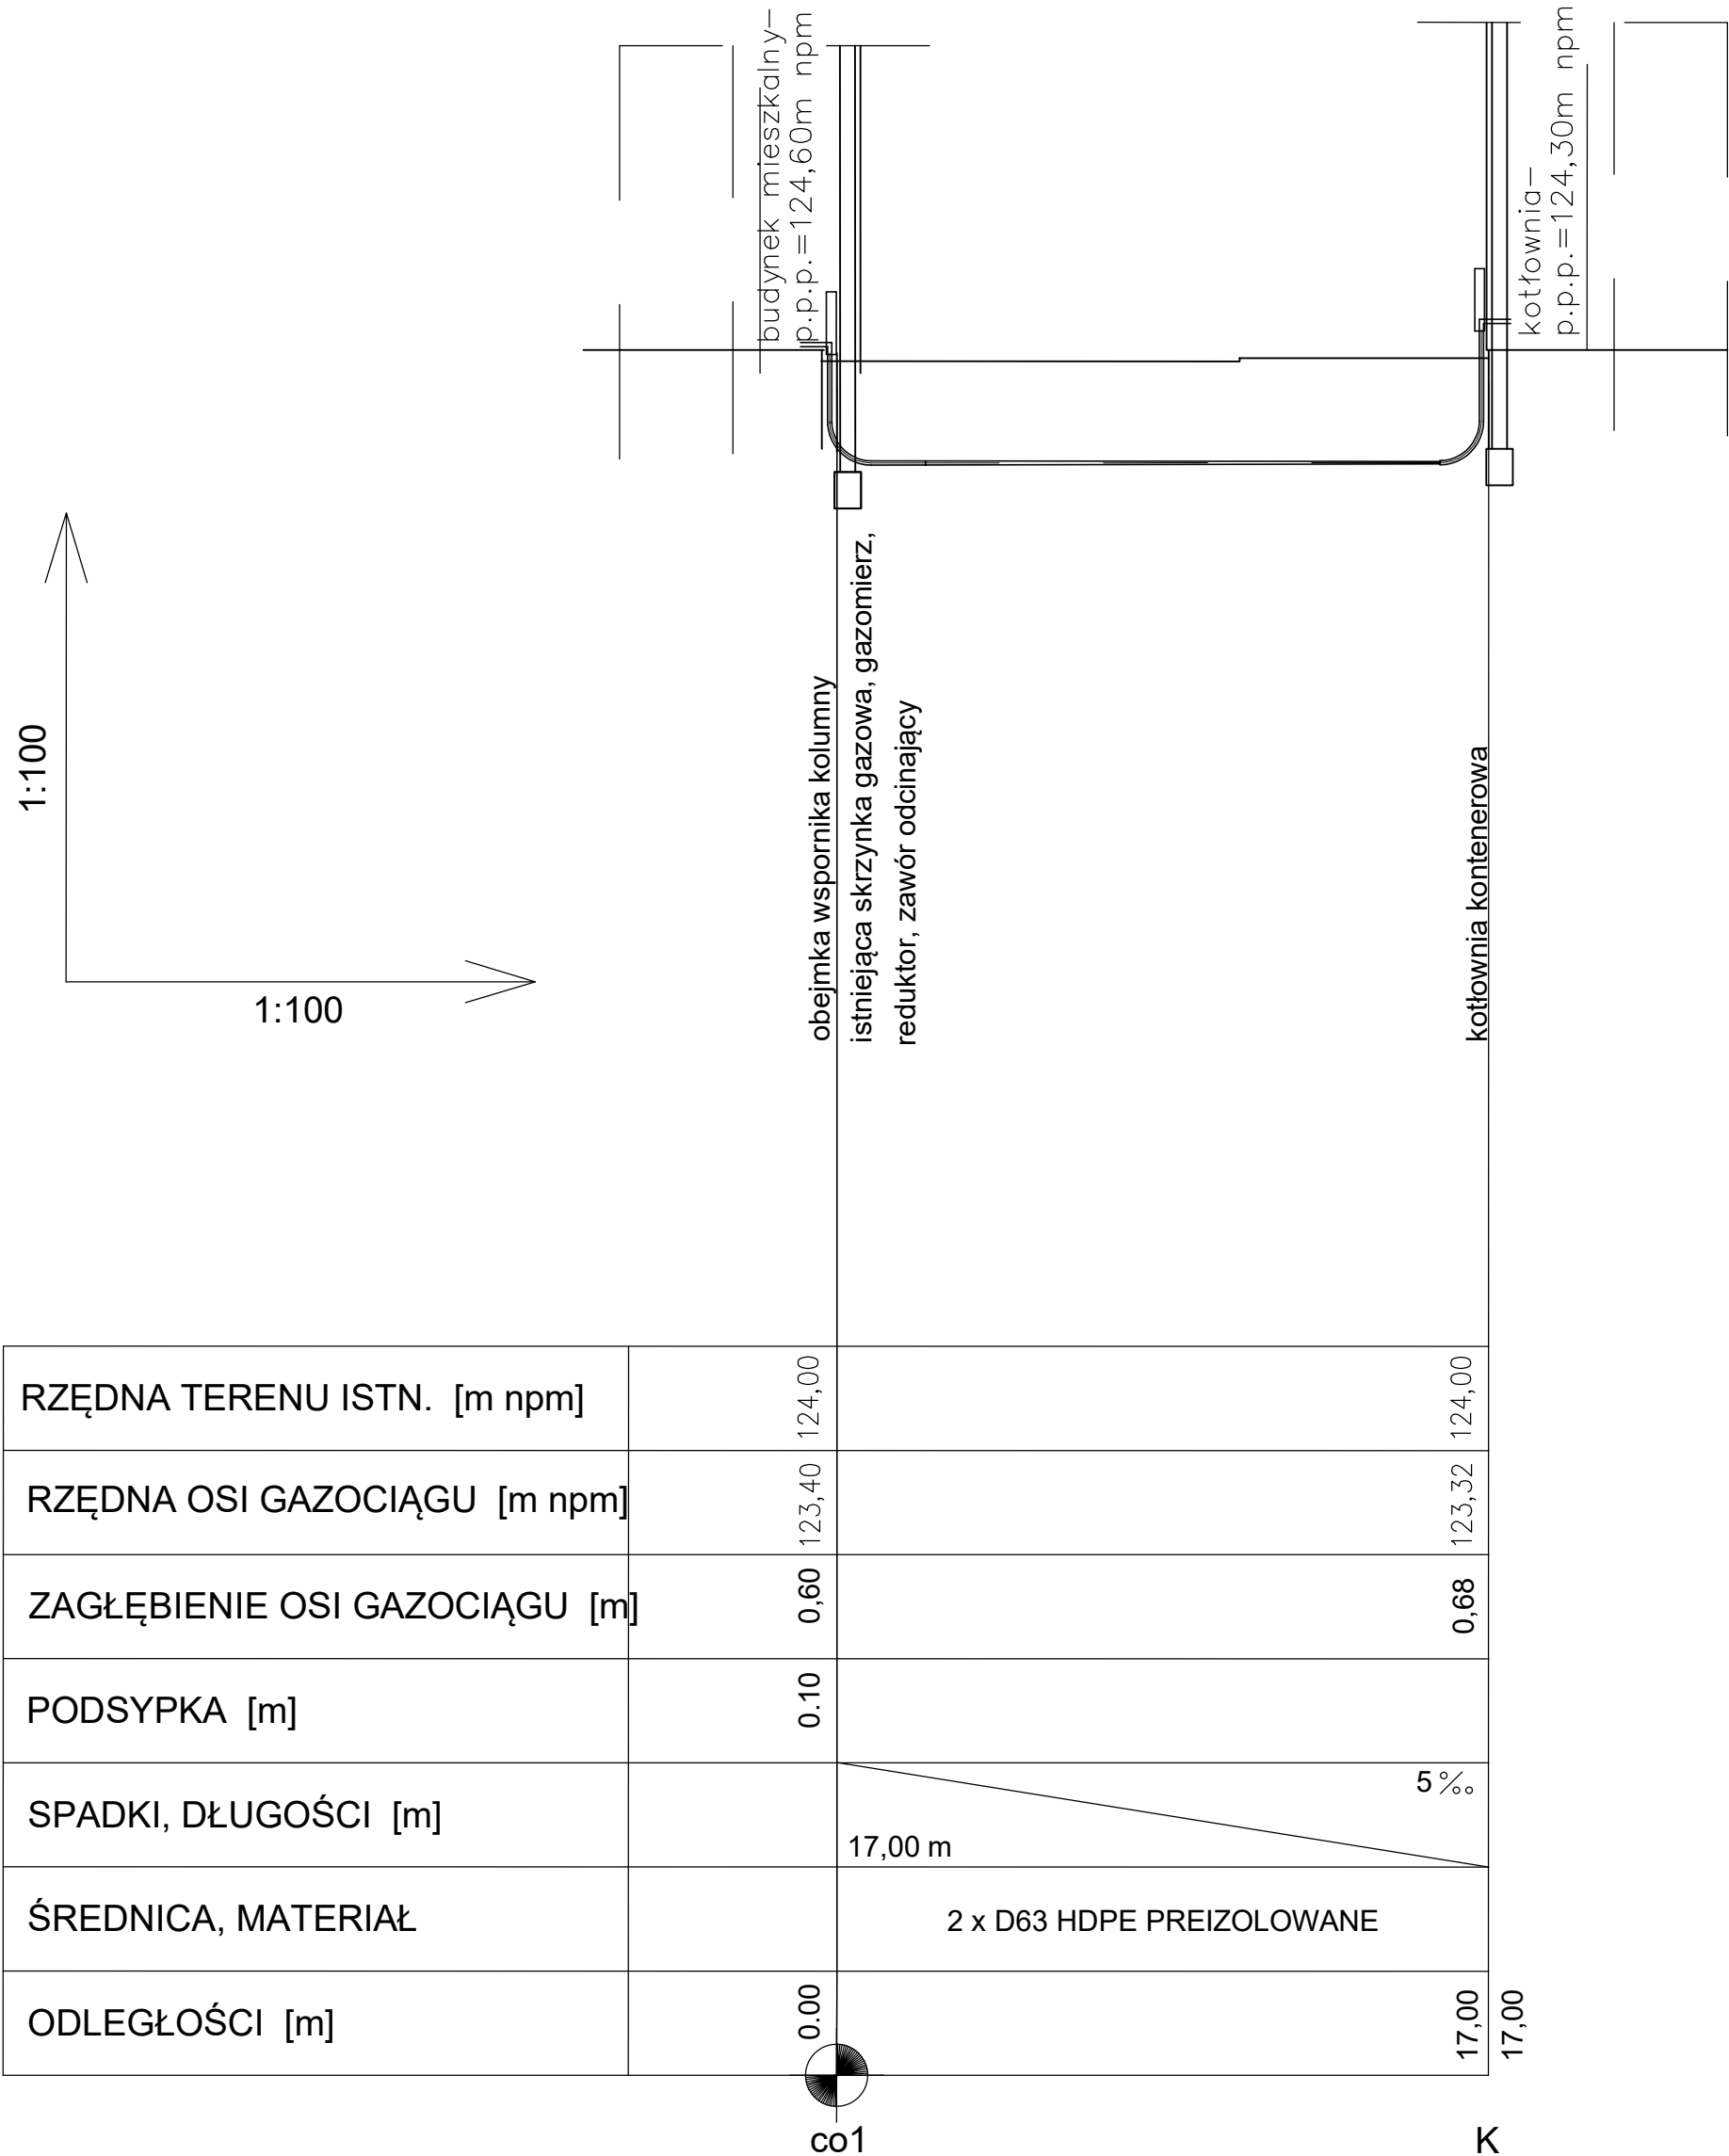 budynek mieszkalny-
p.p.p.=124,60m npm
kotłownia-
p.p.p.=124,30m npm
1:100
1:100
obejmka wspornika kolumny
istniejąca skrzynka gazowa, gazomierz,
reduktor, zawór odcinający
kotłownia kontenerowa
RZĘDNA TERENU ISTN. [m npm] 124,00 124,00
RZĘDNA OSI GAZOCIĄGU [m npm] 123,40 123,32
ZAGŁĘBIENIE OSI GAZOCIĄGU [m] 0,60 0,68
PODSYPKA [m] 0.10
SPADKI, DŁUGOŚCI [m] 17,00 m 5 ‰
ŚREDNICA, MATERIAŁ 2 x D63 HDPE PREIZOLOWANE
ODLEGŁOŚCI [m] 0.00 17,00 17,00
co1 K